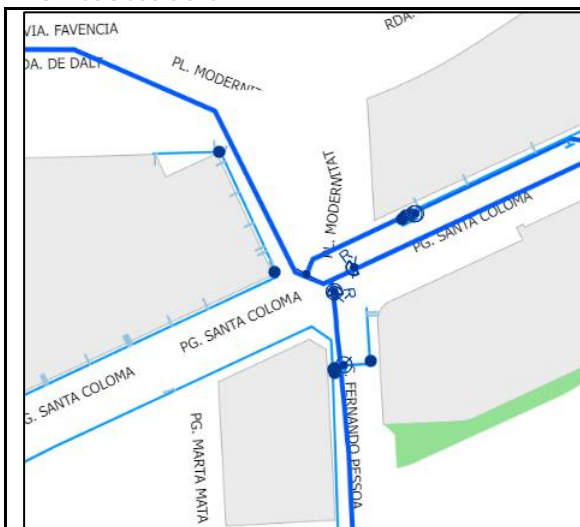 VIA. FAVENCIA
RDA.
DA. DE DALT
PL. MODERNIT
PL. MODERNITAT
PG. SANTA COLOMA
R
R
PG. SANTA COLOMA
G. SANTA COLOMA
FERNANDO PESSOA
PG. MARTA MATA